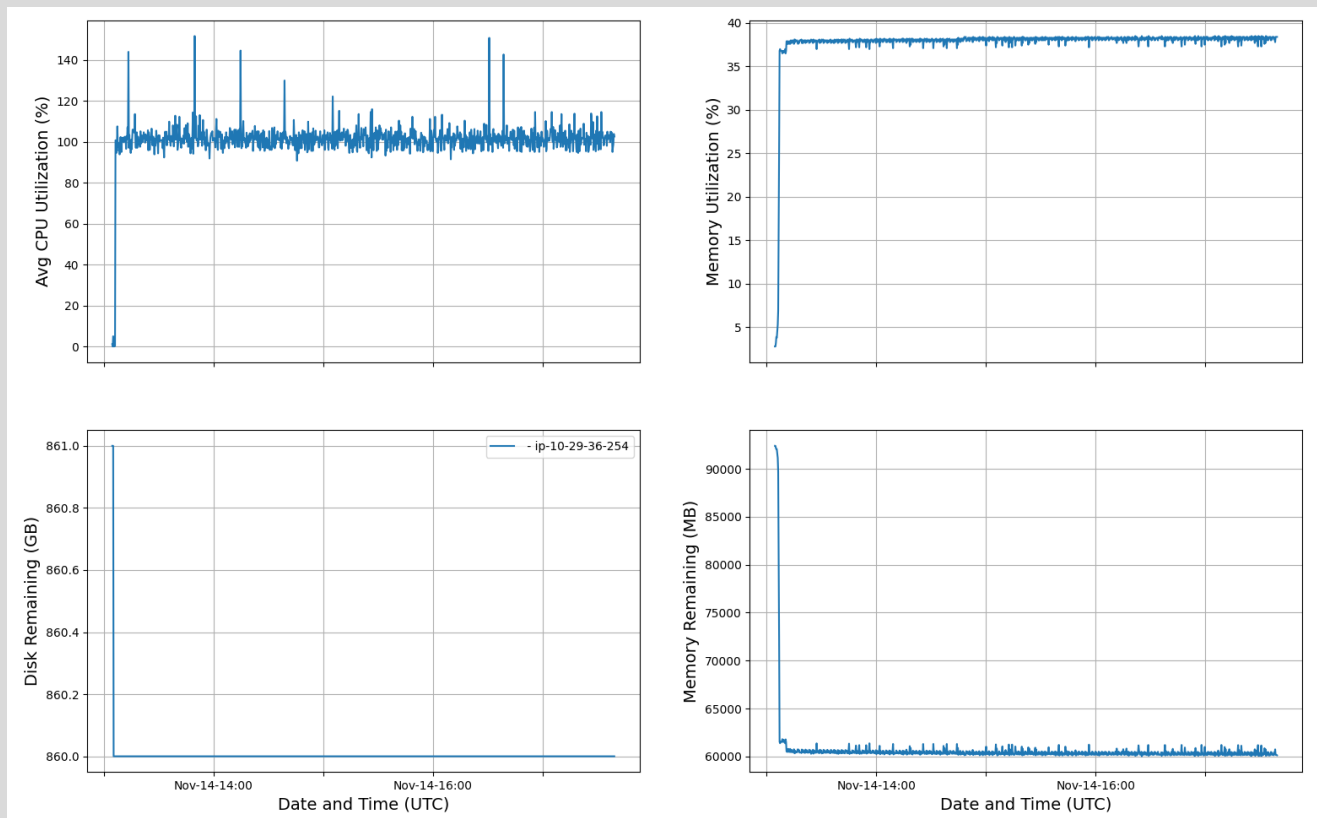 Avg CPU Utilization (%)
140
120
100
80
60
40
20
0
Memory Utilization (%)
40
35
30
25
20
15
10
5
Disk Remaining (GB)
861.0
860.8
860.6
860.4
860.2
860.0
- ip-10-29-36-254
Nov-14-14:00
Nov-14-16:00
Date and Time (UTC)
Memory Remaining (MB)
90000
85000
80000
75000
70000
65000
60000
Nov-14-14:00
Nov-14-16:00
Date and Time (UTC)